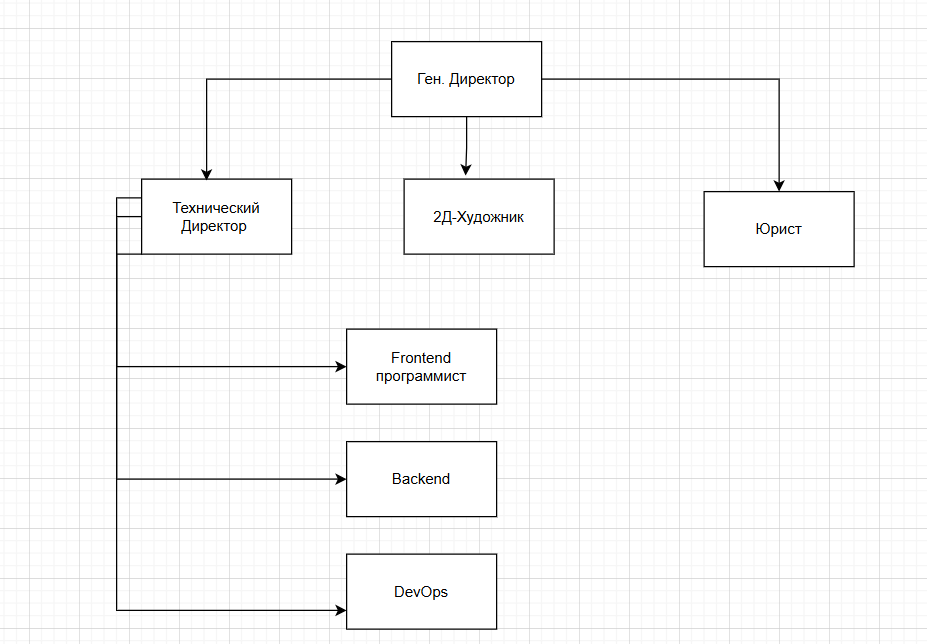 Ген. Директор
Технический
Директор
2Д-Художник
Юрист
Frontend
программист
Backend
DevOps